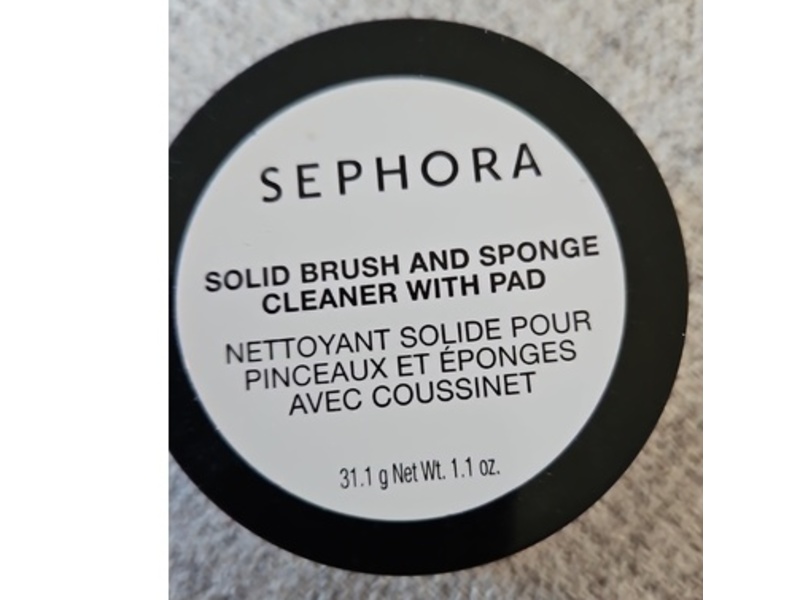 SEPHORA
SOLID BRUSH AND SPONGE
CLEANER WITH PAD
NETTOYANT SOLIDE POUR
PINCEAUX ET ÉPONGES
AVEC COUSSINET
31.1 g Net Wt. 1.1 oz.